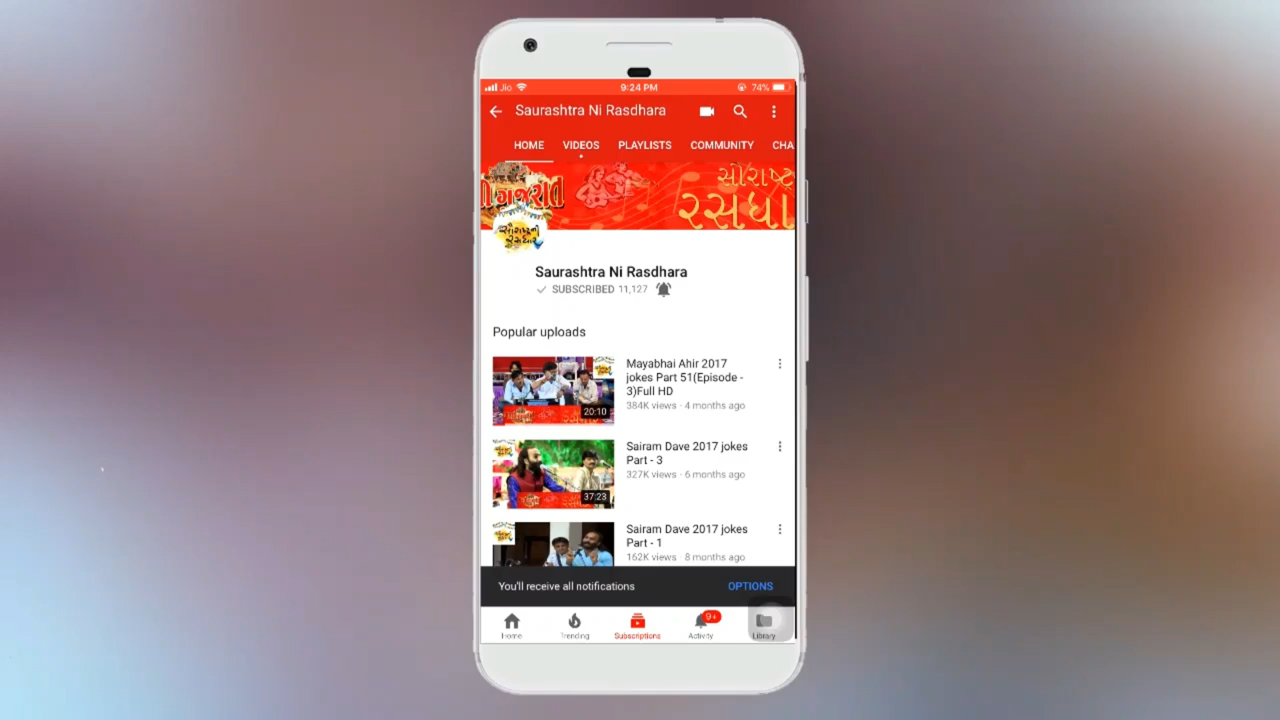 Jio
9:24 PM
74%
Saurashtra Ni Rasdhara
HOME VIDEOS PLAYLISTS COMMUNITY CHA
સૌરાષ્ટ્ર
ગુજરાત
રસધા
સૌરાષ્ટ્રની
રસધાર
Saurashtra Ni Rasdhara
SUBSCRIBED 11,127
Popular uploads
Mayabhai Ahir 2017
jokes Part 51(Episode -
3)Full HD
384K views · 4 months ago
20:10
Sairam Dave 2017 jokes
Part - 3
327K views · 6 months ago
37:23
Sairam Dave 2017 jokes
Part - 1
162K views · 8 months ago
You'll receive all notifications OPTIONS
9+
Home Trending Subscriptions Activity Library